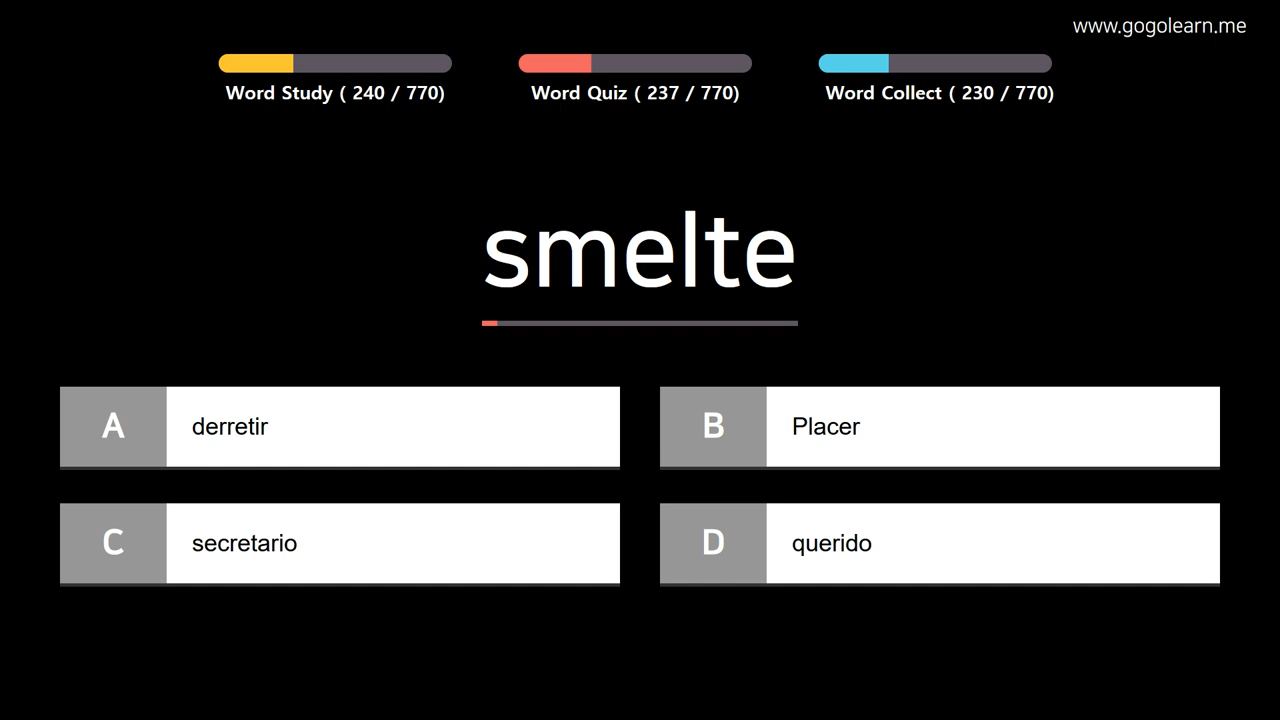 www.gogolearn.me
Word Study ( 240 / 770)
Word Quiz ( 237 / 770)
Word Collect ( 230 / 770)
smelte
A derretir
B Placer
C secretario
D querido